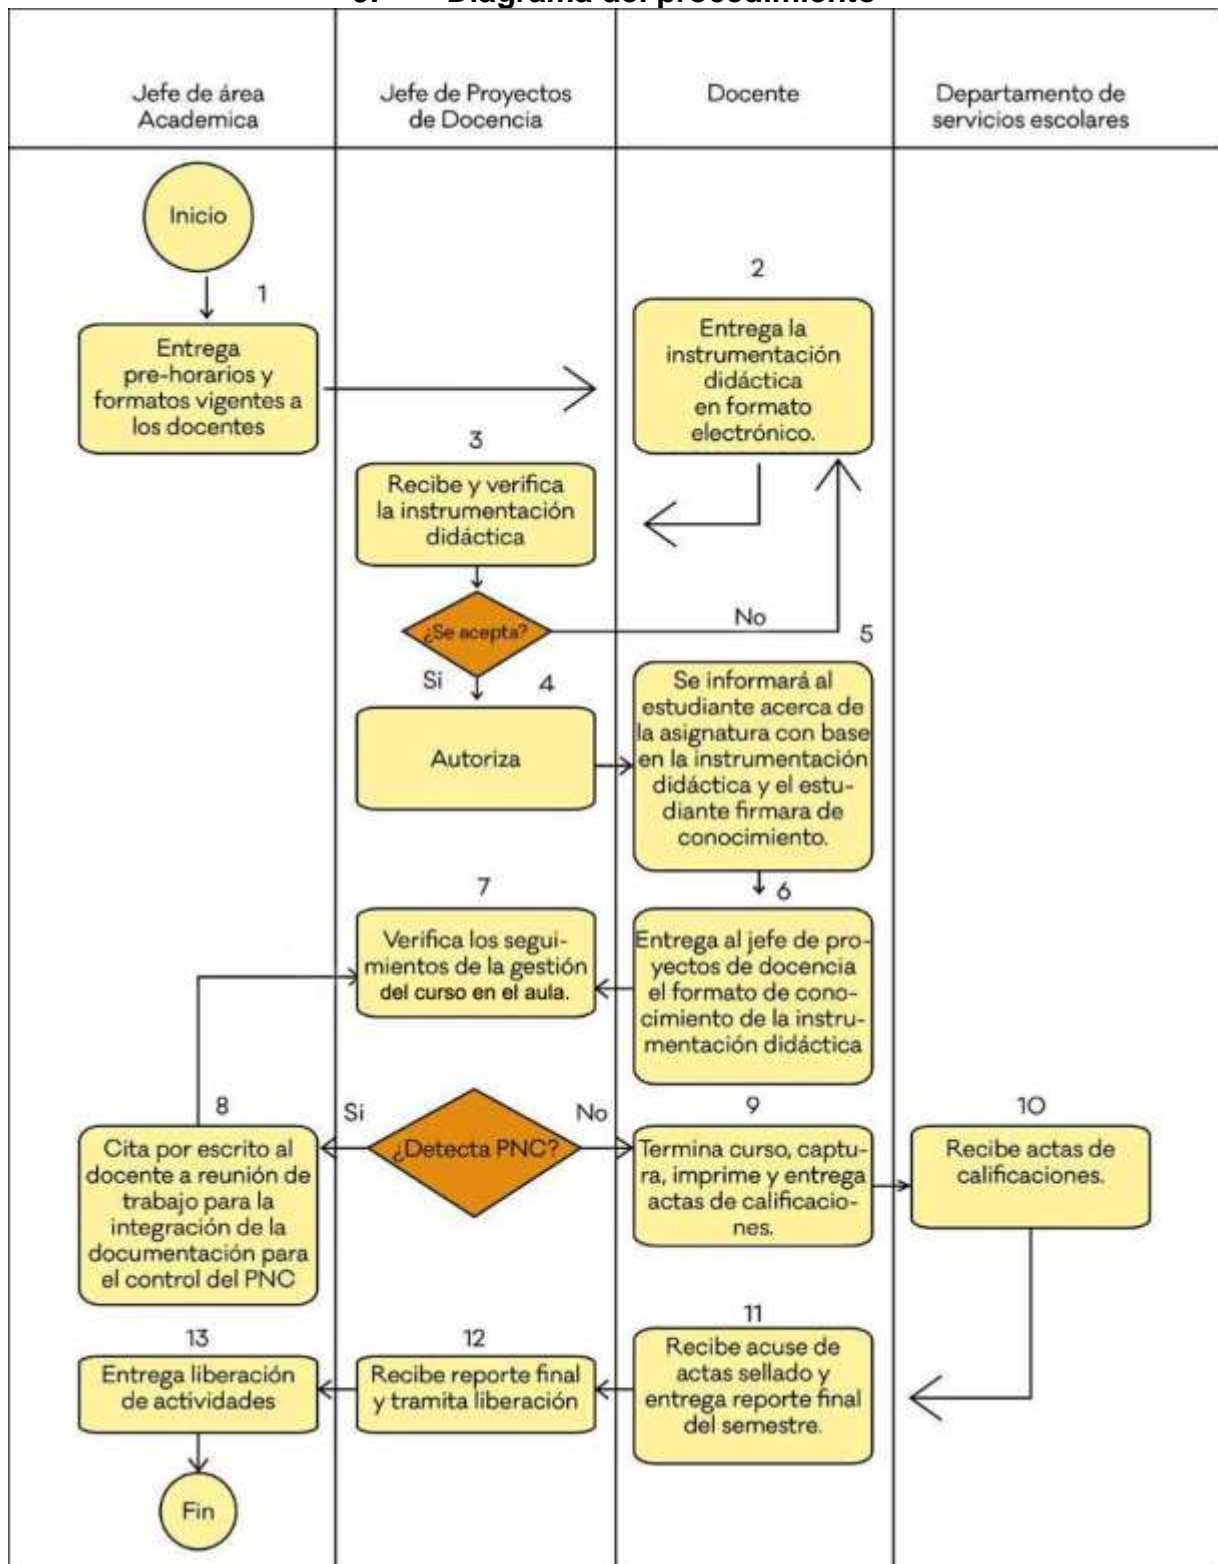 Diagrama del procedimiento
Jefe de área
Academica
Jefe de Proyectos
de Docencia
Docente
Departamento de
servicios escolares
Inicio
1
Entrega
pre-horarios y
formatos vigentes a
los docentes
2
Entrega la
instrumentación
didáctica
en formato
electrónico.
3
Recibe y verifica
la instrumentación
didáctica
¿Se acepta?
No
Si
4
Autoriza
5
Se informará al
estudiante acerca de
la asignatura con base
en la instrumentación
didáctica y el estu-
diante firmara de
conocimiento.
6
Entrega al jefe de pro-
yectos de docencia
el formato de cono-
cimiento de la instru-
mentación didáctica
7
Verifica los segui-
mientos de la gestión
del curso en el aula.
¿Detecta PNC?
Si
No
8
Cita por escrito al
docente a reunión de
trabajo para la
integración de la
documentación para
el control del PNC
9
Termina curso, captu-
ra, imprime y entrega
actas de calificacio-
nes.
10
Recibe actas de
calificaciones.
11
Recibe acuse de
actas sellado y
entrega reporte final
del semestre.
12
Recibe reporte final
y tramita liberación
13
Entrega liberación
de actividades
Fin